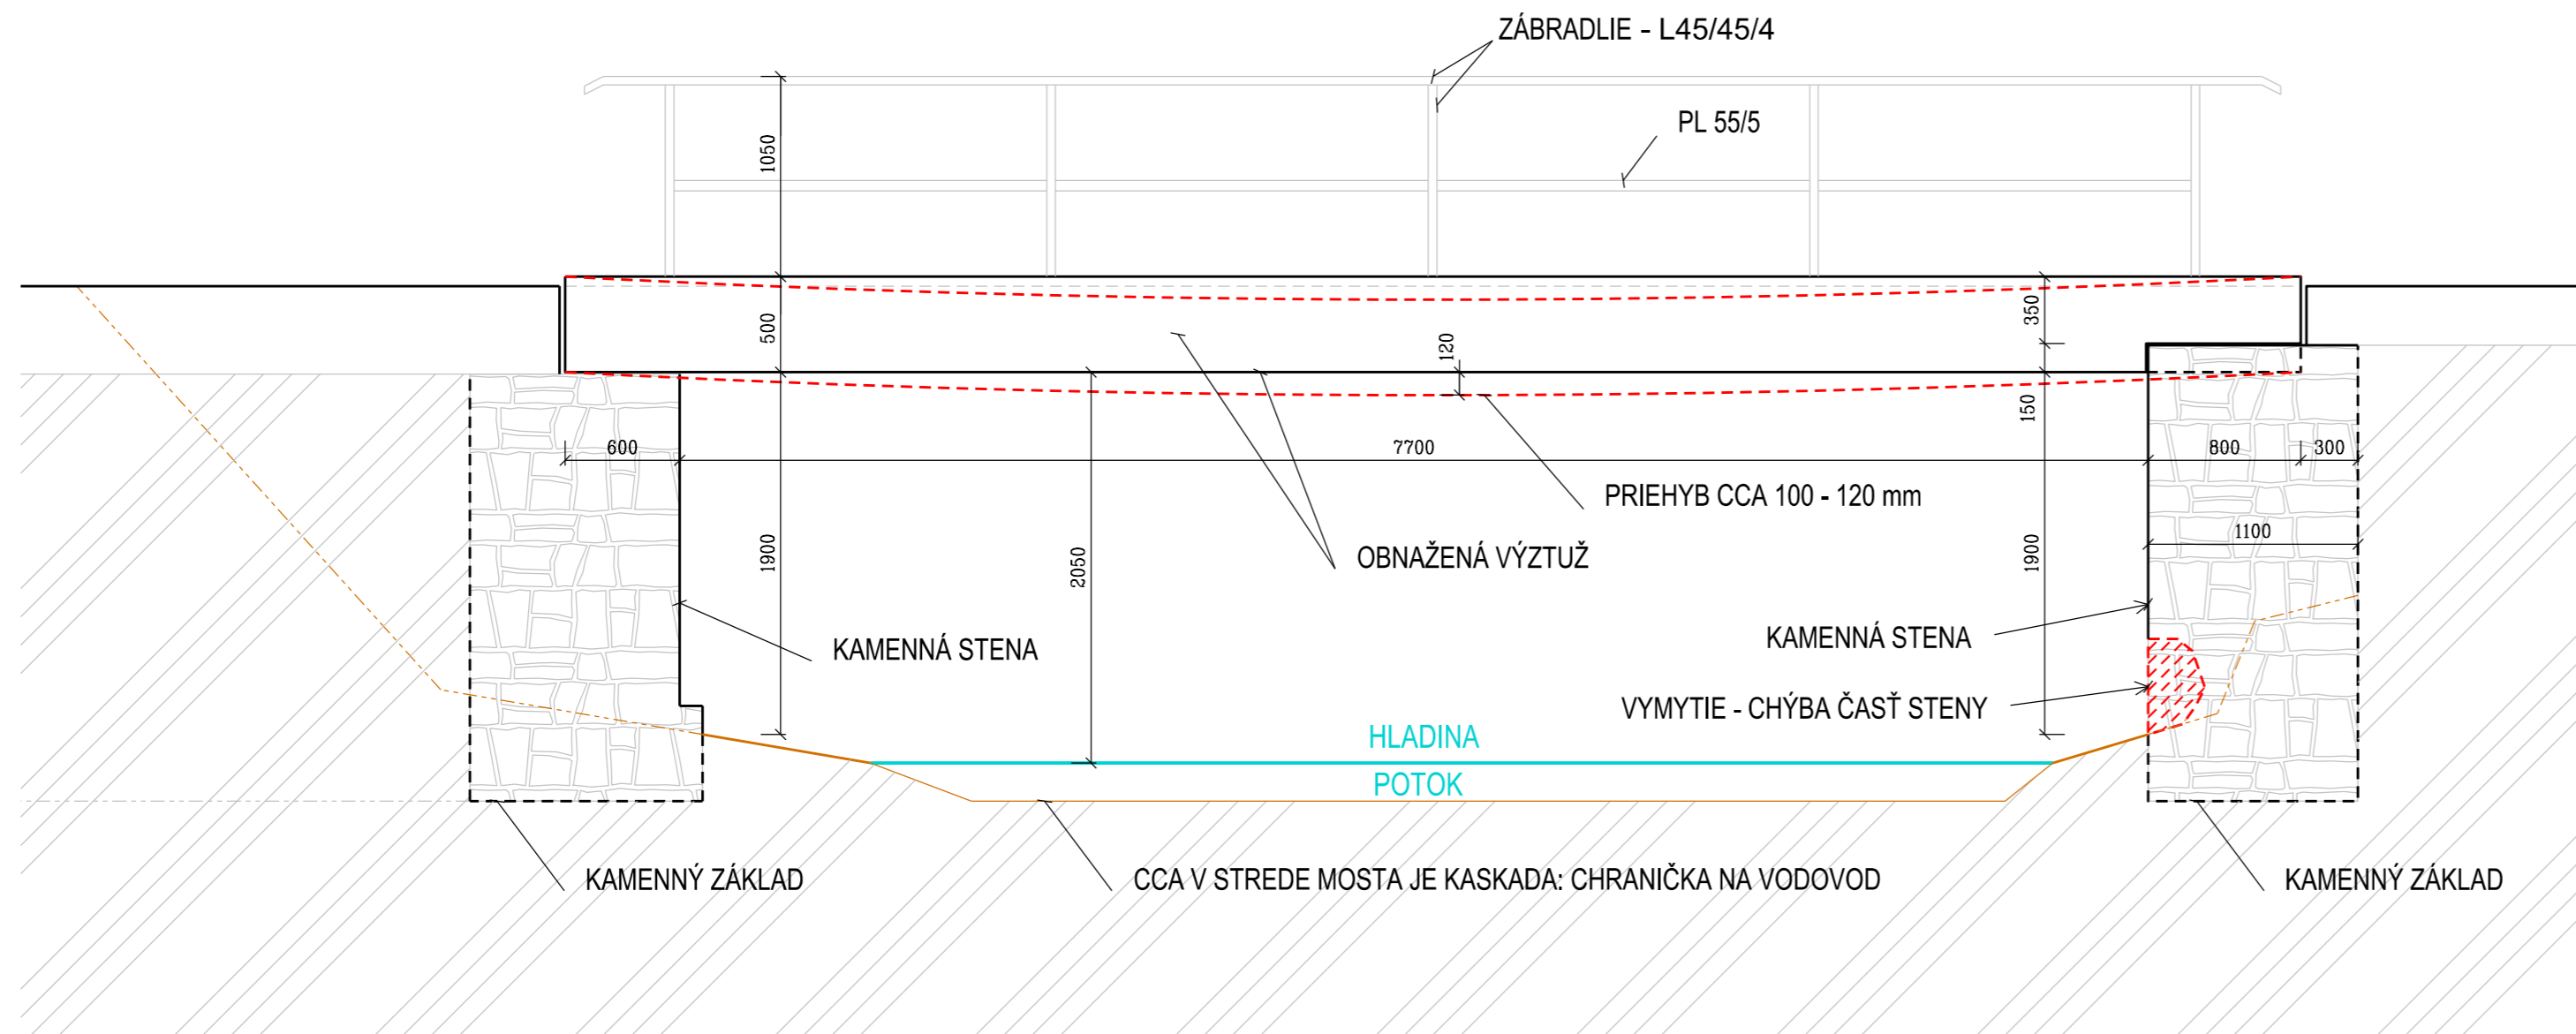 ZÁBRADLIE - L45/45/4
PL 55/5
1050
500
350
120
150
600
7700
800
300
PRIEHYB CCA 100 - 120 mm
1100
OBNAŽENÁ VÝZTUŽ
1900
2050
1900
KAMENNÁ STENA
KAMENNÁ STENA
VYMYTIE - CHÝBA ČASŤ STENY
HLADINA
POTOK
KAMENNÝ ZÁKLAD
CCA V STREDE MOSTA JE KASKADA: CHRANIČKA NA VODOVOD
KAMENNÝ ZÁKLAD